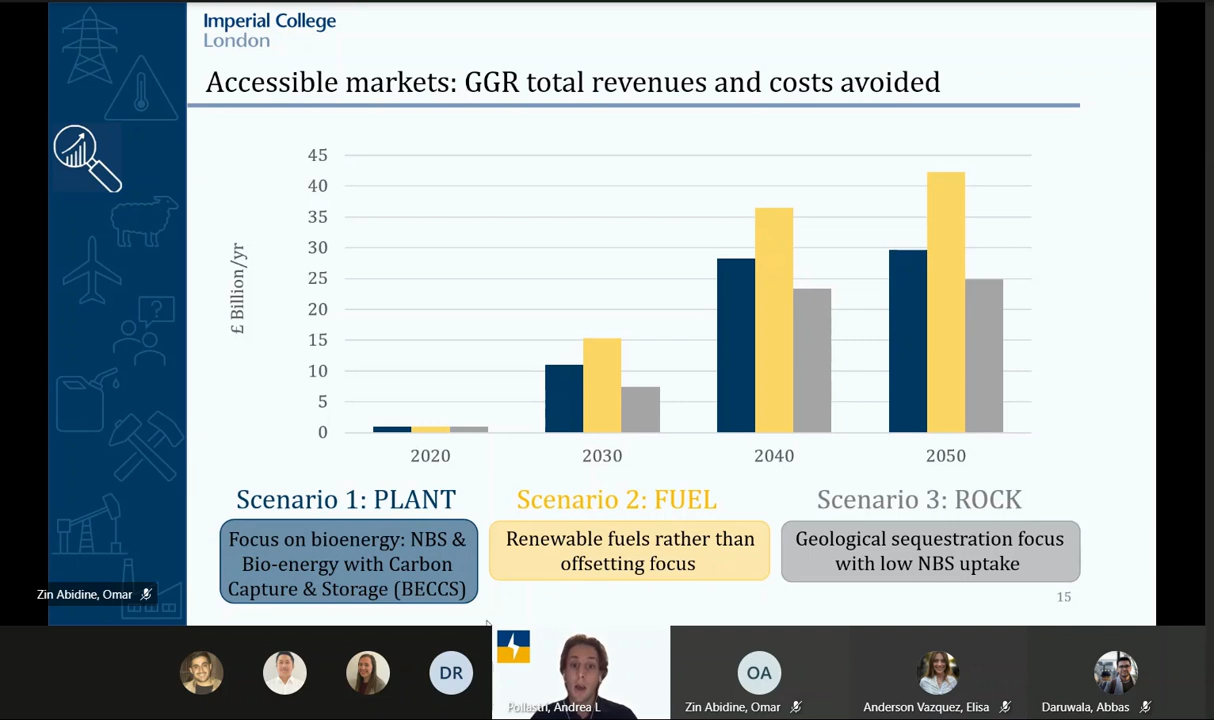 Imperial College
London
Accessible markets: GGR total revenues and costs avoided
£ Billion/yr
45
40
35
30
25
20
15
10
5
0
2020
2030
2040
2050
Scenario 1: PLANT
Focus on bioenergy: NBS &
Bio-energy with Carbon
Capture & Storage (BECCS)
Scenario 2: FUEL
Renewable fuels rather than
offsetting focus
Scenario 3: ROCK
Geological sequestration focus
with low NBS uptake
15
Zin Abidine, Omar
DR
Pollastri, Andrea L
OA
Zin Abidine, Omar
Anderson Vazquez, Elisa
Daruwala, Abbas